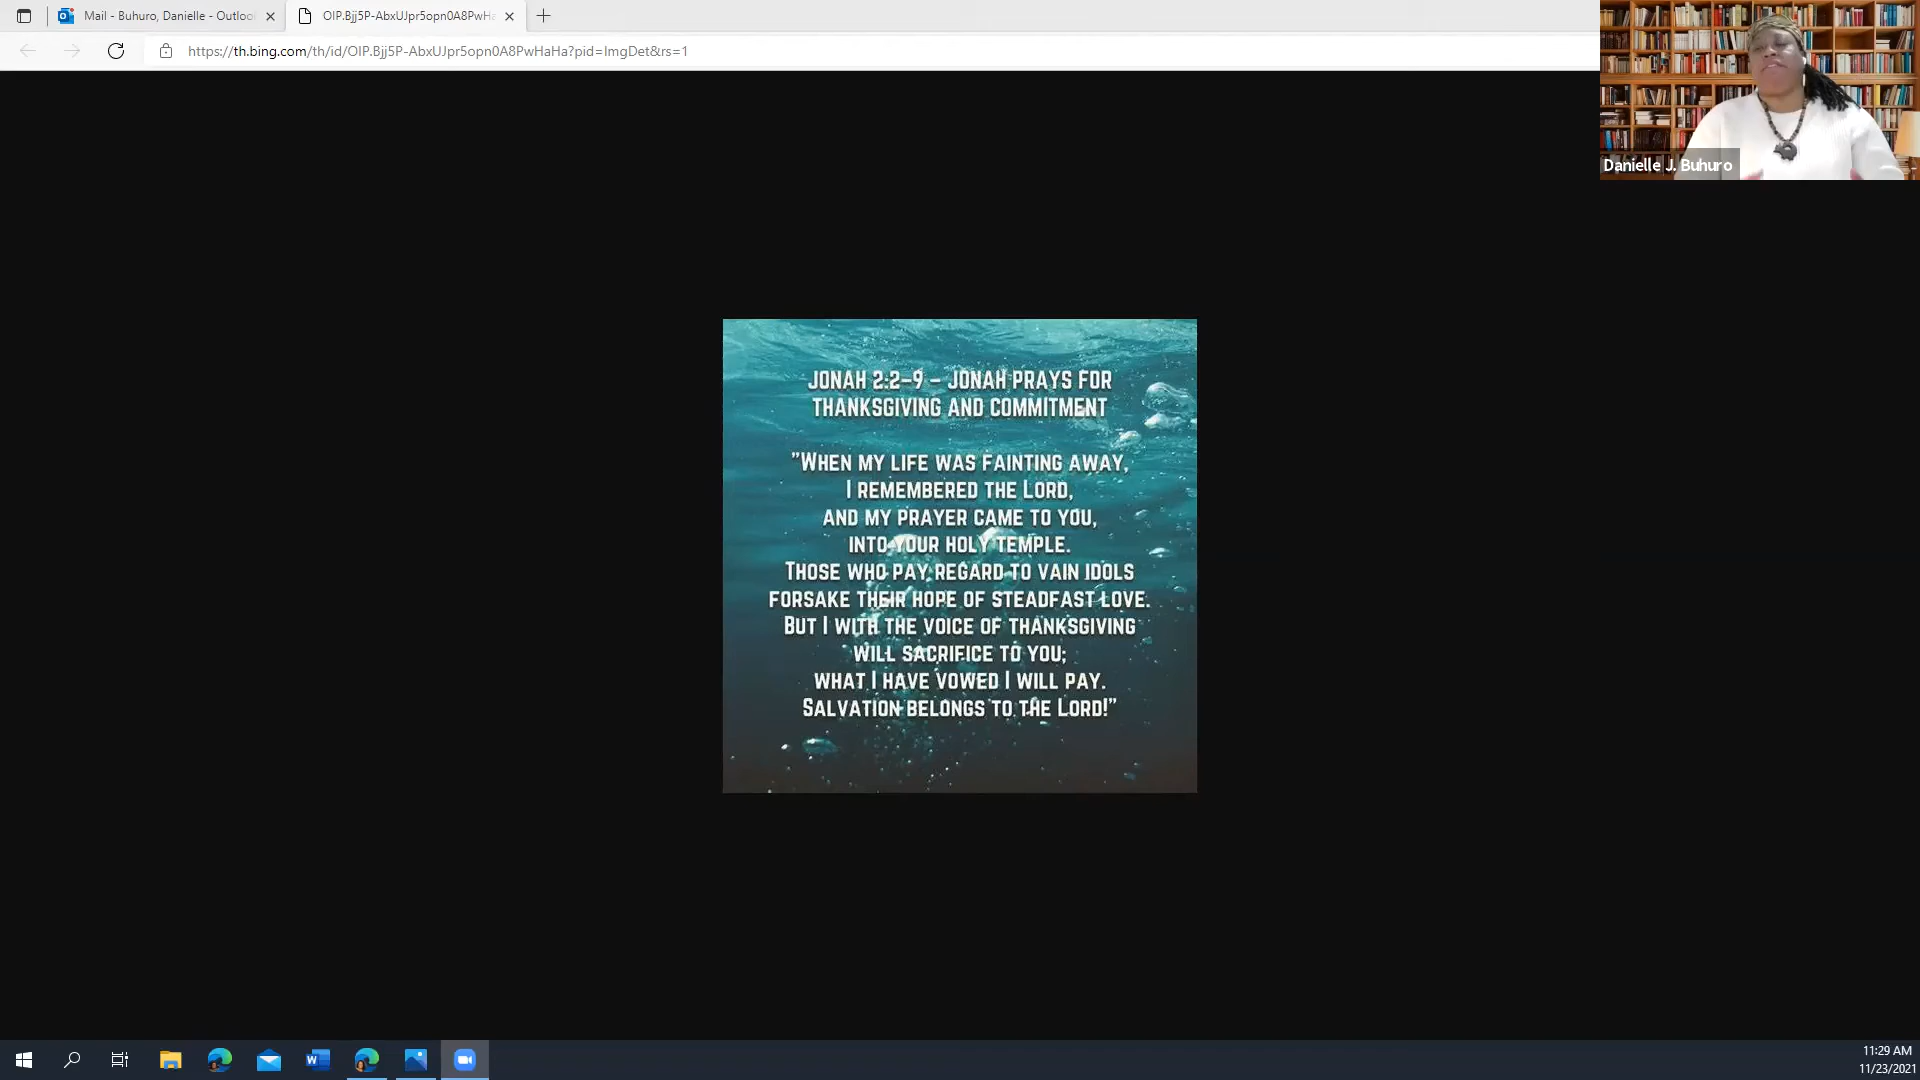 Mail - Buhuro, Danielle - Outloo
OIP.Bjj5P-AbxUJpr5opn0A8PwHa
https://th.bing.com/th/id/OIP.Bjj5P-AbxUJpr5opn0A8PwHaHa?pid=ImgDet&rs=1
Danielle J. Buhuro
JONAH 2:2-9 - JONAH PRAYS FOR
THANKSGIVING AND COMMITMENT
"WHEN MY LIFE WAS FAINTING AWAY,
I REMEMBERED THE LORD,
AND MY PRAYER CAME TO YOU,
INTO YOUR HOLY TEMPLE.
THOSE WHO PAY REGARD TO VAIN IDOLS
FORSAKE THEIR HOPE OF STEADFAST LOVE.
BUT I WITH THE VOICE OF THANKSGIVING
WILL SACRIFICE TO YOU;
WHAT I HAVE VOWED I WILL PAY.
SALVATION BELONGS TO THE LORD!"
11:29 AM
11/23/2021